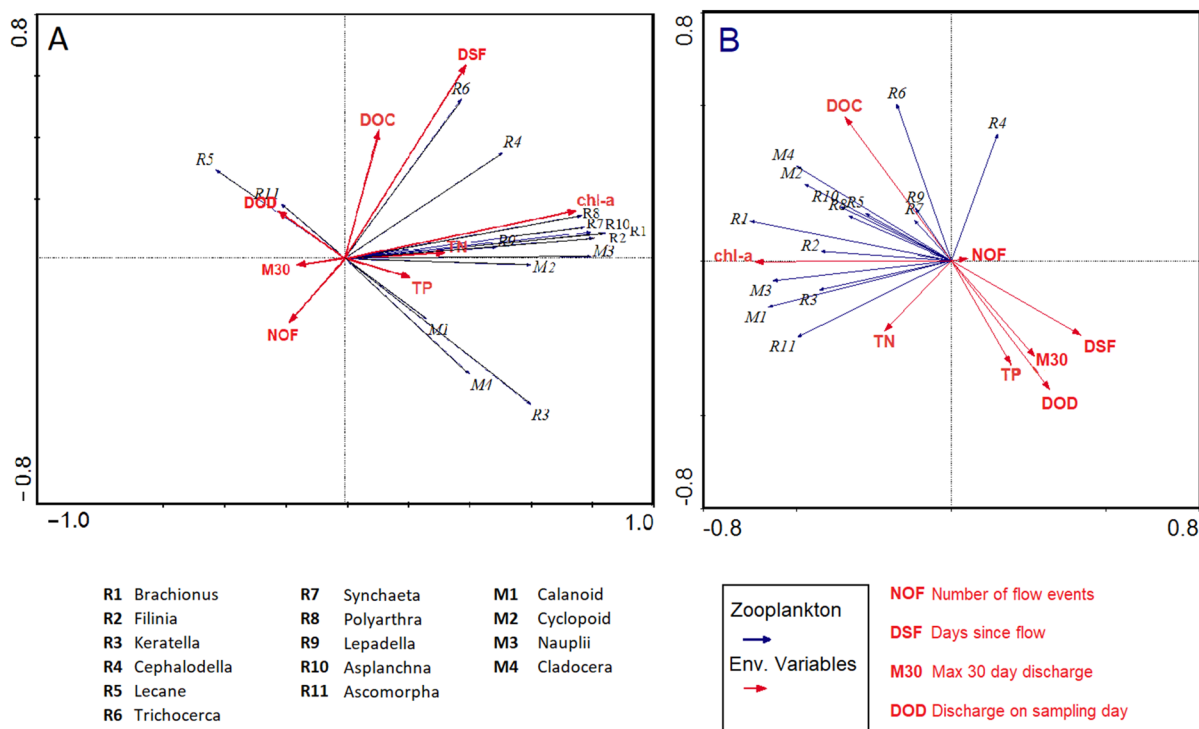 A
0.8
−0.8
−1.0
1.0
DSF
R6
DOC
R4
R5
R11
DOD
chl-a
R8
R7
R10
R1
R9
R2
TN
M3
M30
M2
TP
NOF
M1
M4
R3
B
0.8
-0.8
-0.8
0.8
R6
DOC
R4
M4
M2
R10
R9
R8
R5
R7
R1
R2
NOF
chl-a
M3
R3
M1
TN
R11
DSF
M30
TP
DOD
R1 Brachionus
R2 Filinia
R3 Keratella
R4 Cephalodella
R5 Lecane
R6 Trichocerca
R7 Synchaeta
R8 Polyarthra
R9 Lepadella
R10 Asplanchna
R11 Ascomorpha
M1 Calanoid
M2 Cyclopoid
M3 Nauplii
M4 Cladocera
Zooplankton
Env. Variables
NOF Number of flow events
DSF Days since flow
M30 Max 30 day discharge
DOD Discharge on sampling day